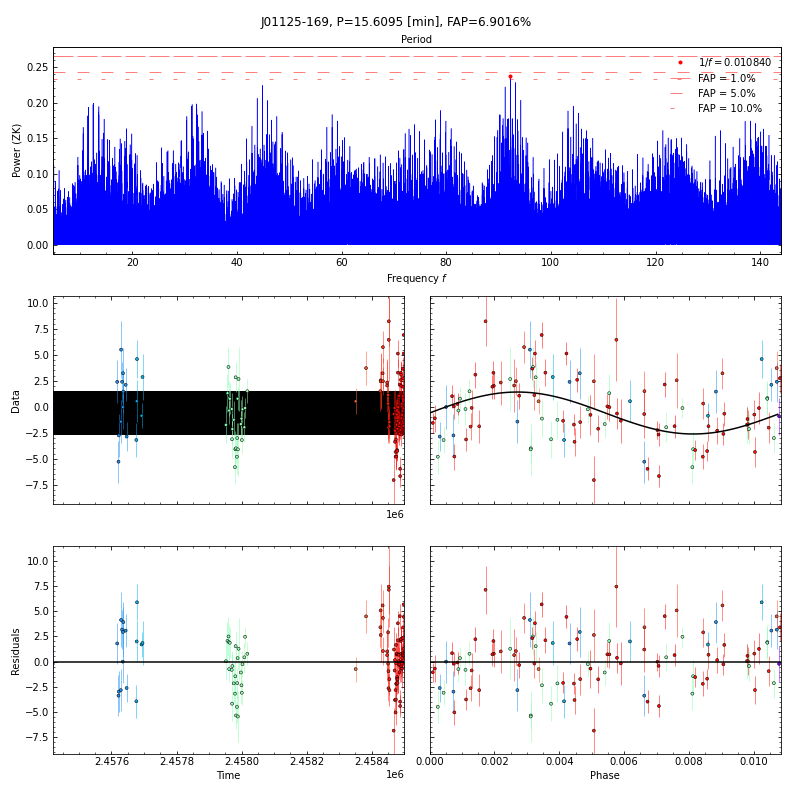 J01125-169, P=15.6095 [min], FAP=6.9016%
Period
Power (ZK)
0.25
0.20
0.15
0.10
0.05
0.00
1/f = 0.010840
FAP = 1.0%
FAP = 5.0%
FAP = 10.0%
20
40
60
80
100
120
140
Frequency f
Data
10.0
7.5
5.0
2.5
0.0
−2.5
−5.0
−7.5
1e6
Residuals
10.0
7.5
5.0
2.5
0.0
−2.5
−5.0
−7.5
2.4576
2.4578
2.4580
2.4582
2.4584
1e6
Time
0.000
0.002
0.004
0.006
0.008
0.010
Phase